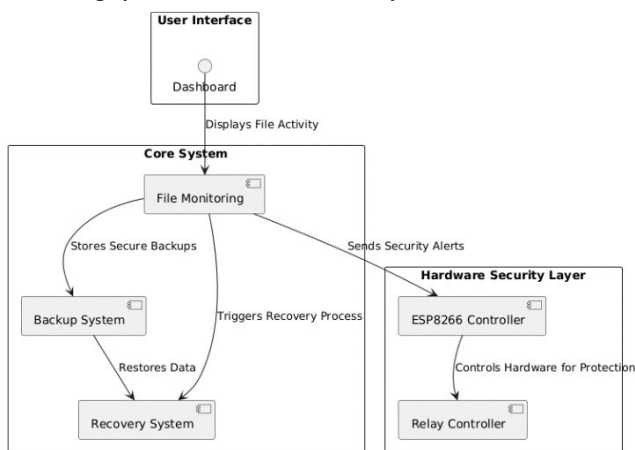 User Interface
Dashboard
Displays File Activity
Core System
File Monitoring
Stores Secure Backups
Sends Security Alerts
Hardware Security Layer
Backup System
Triggers Recovery Process
ESP8266 Controller
Restores Data
Controls Hardware for Protection
Recovery System
Relay Controller